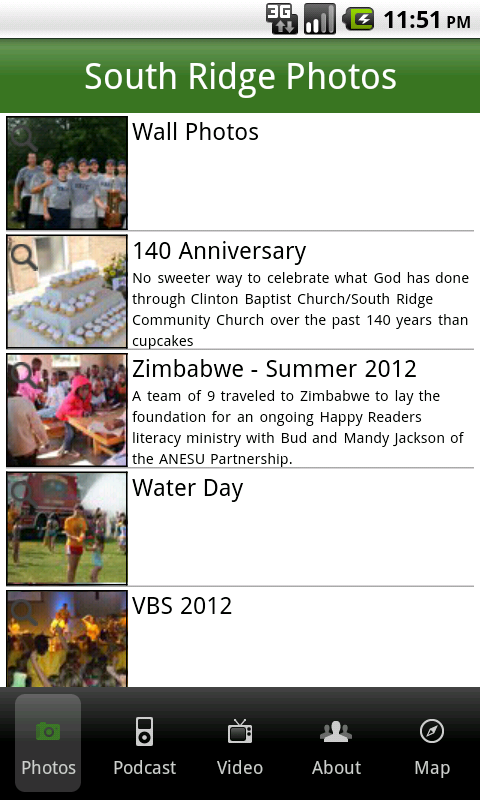 3G
11:51 PM
South Ridge Photos
Wall Photos
140 Anniversary
No sweeter way to celebrate what God has done
through Clinton Baptist Church/South Ridge
Community Church over the past 140 years than
cupcakes
Zimbabwe - Summer 2012
A team of 9 traveled to Zimbabwe to lay the
foundation for an ongoing Happy Readers
literacy ministry with Bud and Mandy Jackson of
the ANESU Partnership.
Water Day
VBS 2012
Photos
Podcast
Video
About
Map